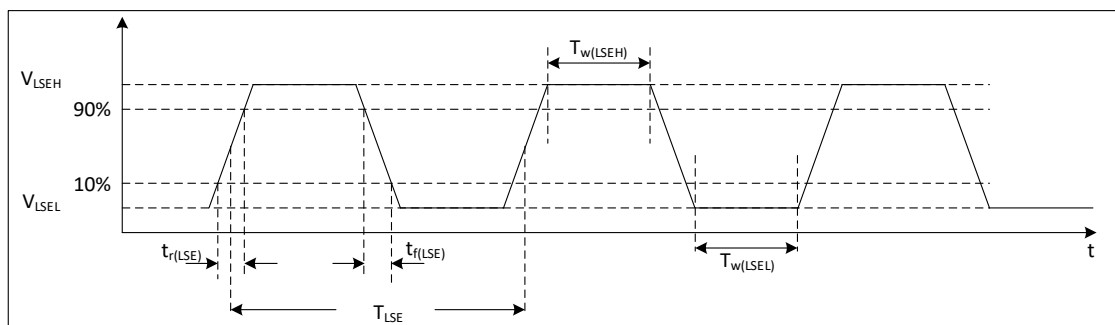 T_w(LSEH)
V_LSEH
90%
10%
V_LSEL
t_r(LSE)
t_f(LSE)
T_w(LSEL)
t
T_LSE